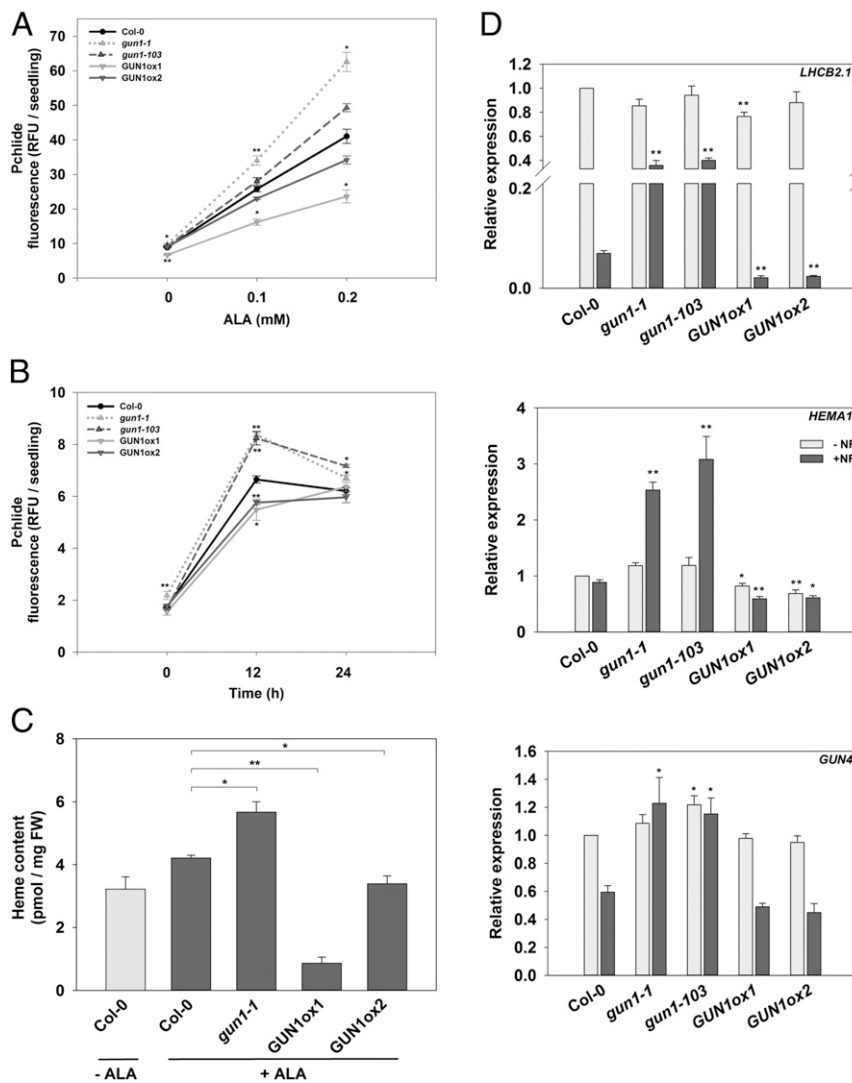 A
Col-0
gun1-1
gun1-103
GUN1ox1
GUN1ox2
Pchlide
fluorescence (RFU / seedling)
70
60
50
40
30
20
10
0
*
**
*
**
*
*
*
0
0.1
0.2
ALA (mM)
B
Col-0
gun1-1
gun1-103
GUN1ox1
GUN1ox2
Pchlide
fluorescence (RFU / seedling)
10
8
6
4
2
0
**
**
**
**
*
*
*
0
12
24
Time (h)
C
Heme content
(pmol / mg FW)
8
6
4
2
0
*
**
*
Col-0
Col-0
gun1-1
GUN1ox1
GUN1ox2
- ALA
+ ALA
D
LHCB2.1
Relative expression
1.2
1.0
0.8
0.6
0.4
0.2
0.0
**
**
**
**
**
Col-0
gun1-1
gun1-103
GUN1ox1
GUN1ox2
HEMA1
- NF
+NF
Relative expression
4
3
2
1
0
**
**
*
**
**
*
Col-0
gun1-1
gun1-103
GUN1ox1
GUN1ox2
GUN4
Relative expression
1.6
1.4
1.2
1.0
0.8
0.6
0.4
0.2
0.0
*
*
*
Col-0
gun1-1
gun1-103
GUN1ox1
GUN1ox2